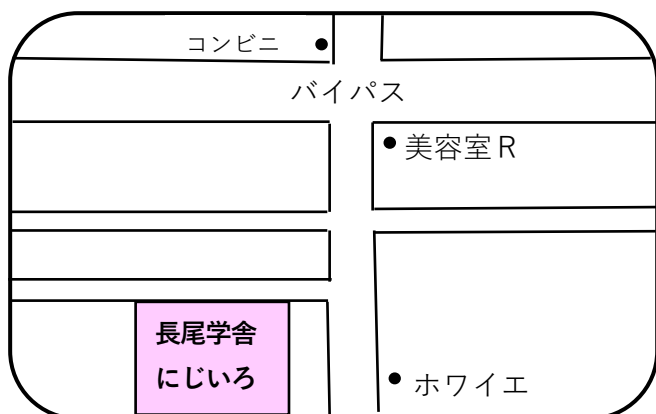 コンビニ
バイパス
美容室R
長尾学舎
にじいろ
ホワイエ